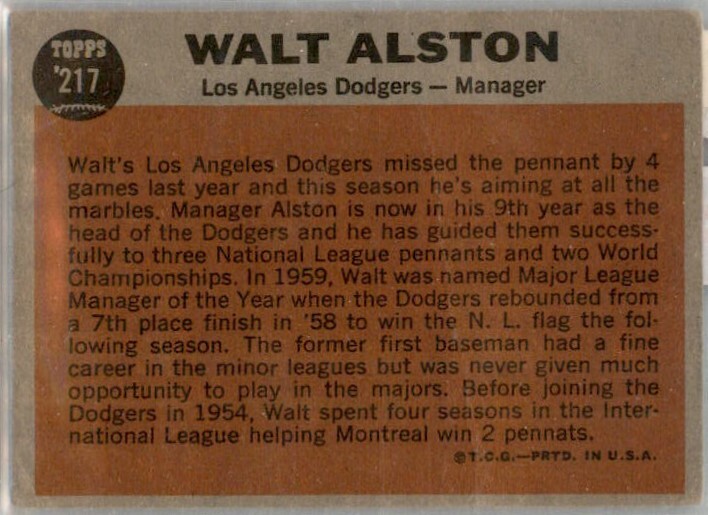 TOPPS
'217
WALT ALSTON
Los Angeles Dodgers — Manager
Walt's Los Angeles Dodgers missed the pennant by 4
games last year and this season he's aiming at all the
marbles. Manager Alston is now in his 9th year as the
head of the Dodgers and he has guided them success-
fully to three National League pennants and two World
Championships. In 1959, Walt was named Major League
Manager of the Year when the Dodgers rebounded from
a 7th place finish in '58 to win the N. L. flag the fol-
lowing season. The former first baseman had a fine
career in the minor leagues but was never given much
opportunity to play in the majors. Before joining the
Dodgers in 1954, Walt spent four seasons in the Inter-
national League helping Montreal win 2 pennats.
©T.C.G.—PRTD. IN U.S.A.